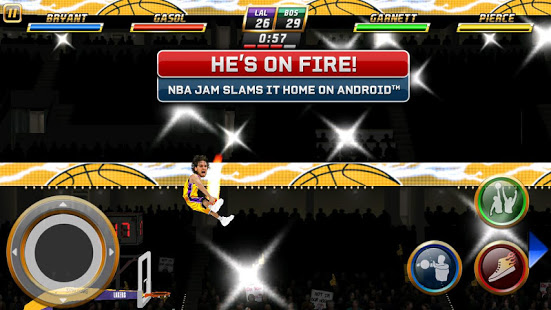 BRYANT
GASOL
LAL
BOS
GARNETT
PIERCE
26
29
0:57
HE'S ON FIRE!
NBA JAM SLAMS IT HOME ON ANDROID™
17